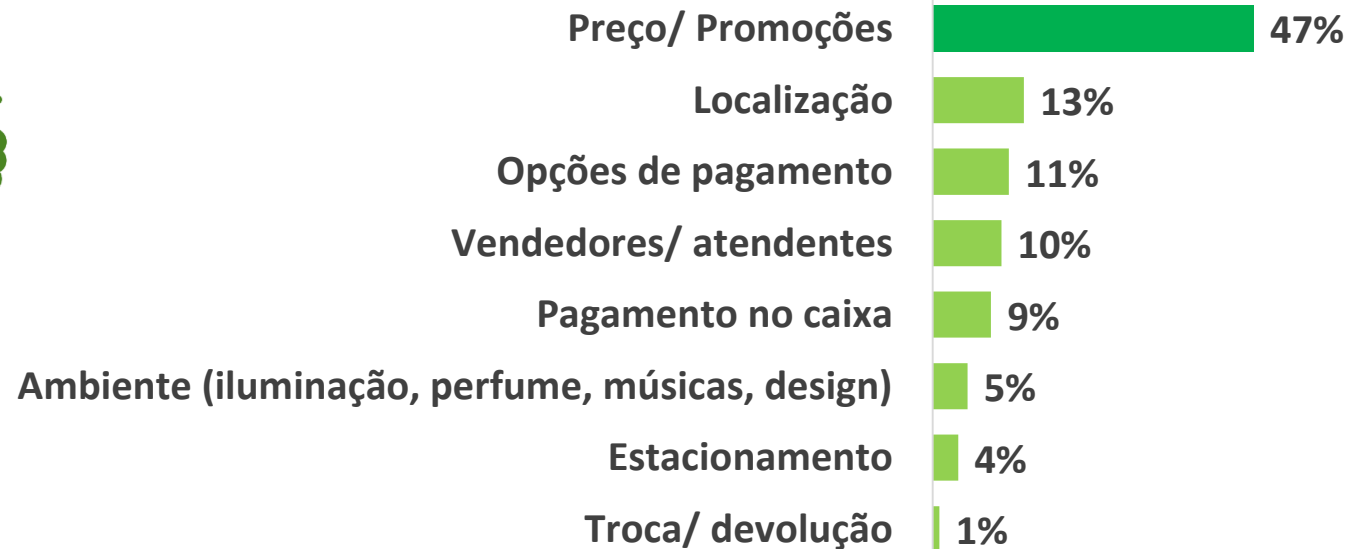 Preço/ Promoções 47%
Localização 13%
Opções de pagamento 11%
Vendedores/ atendentes 10%
Pagamento no caixa 9%
Ambiente (iluminação, perfume, músicas, design) 5%
Estacionamento 4%
Troca/ devolução 1%